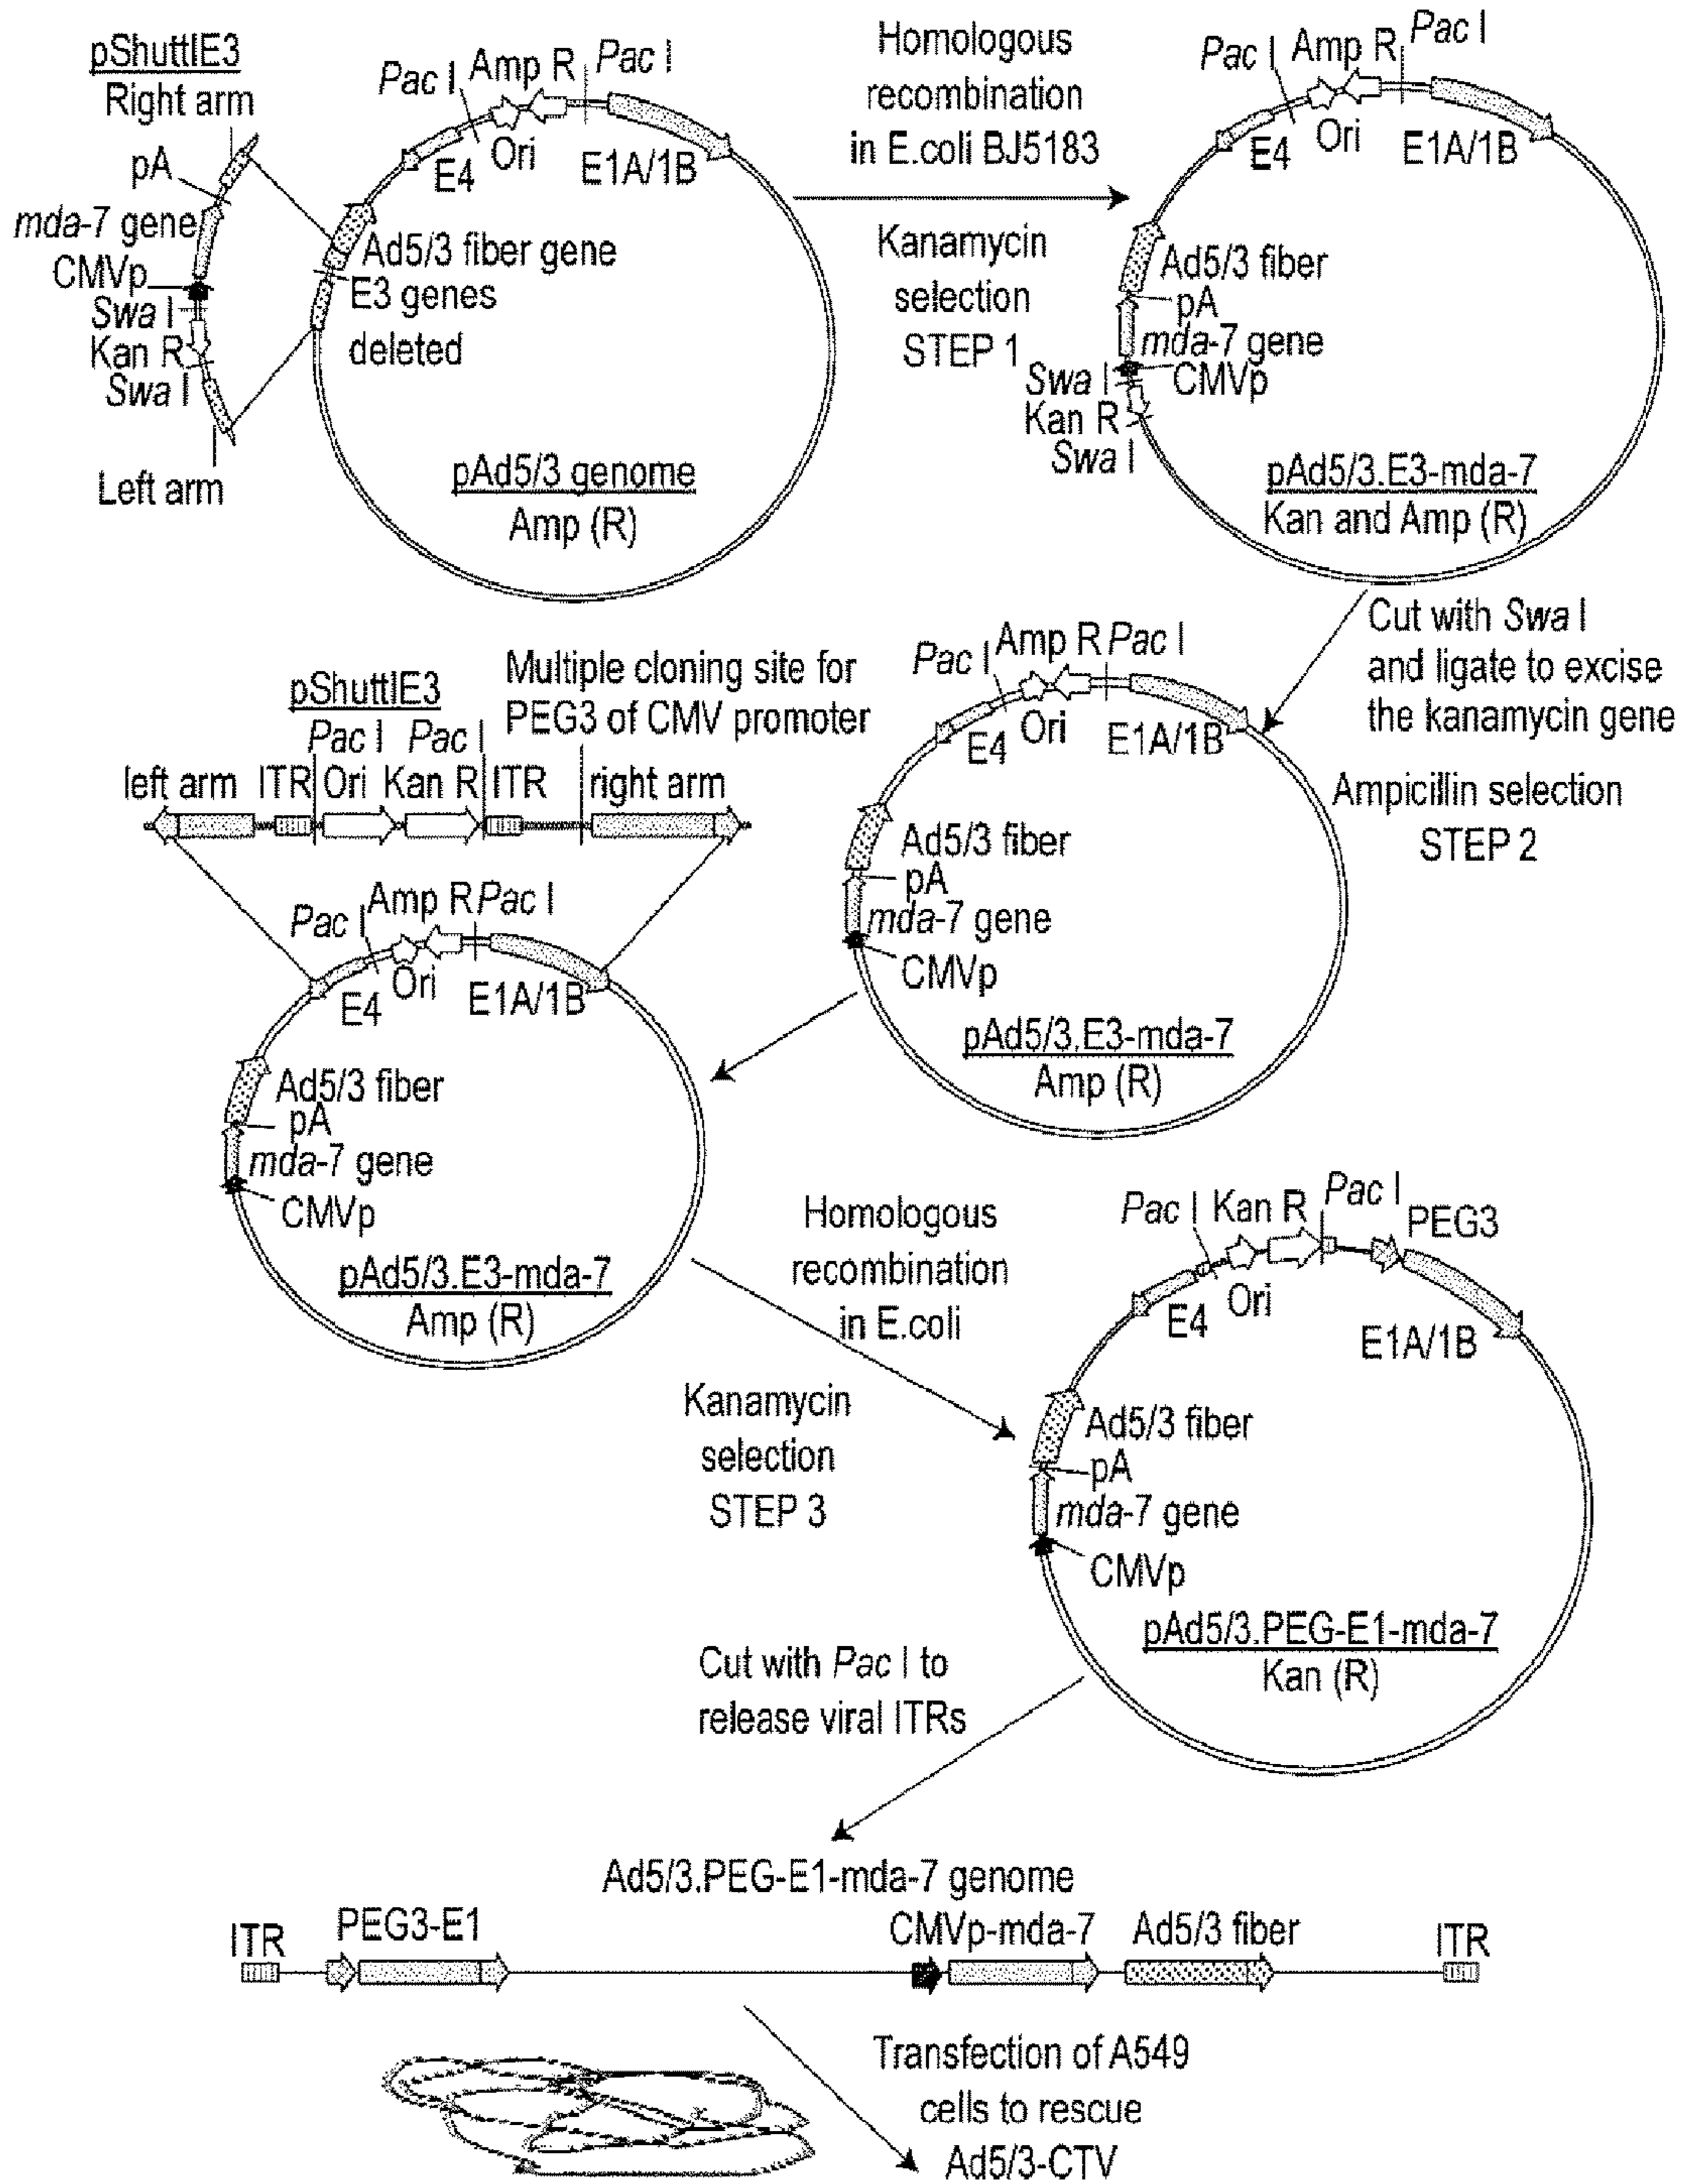 pShuttlE3
Right arm
pA
mda-7 gene
CMVp
Swa I
Kan R
Swa I
Left arm
Pac I
Amp R
Pac I
E4
Ori
E1A/1B
Ad5/3 fiber gene
E3 genes
deleted
pAd5/3 genome
Amp (R)
Homologous
recombination
in E.coli BJ5183
Kanamycin
selection
STEP 1
Pac I
Amp R
Pac I
E4
Ori
E1A/1B
Ad5/3 fiber
pA
mda-7 gene
Swa I
CMVp
Kan R
Swa I
pAd5/3.E3-mda-7
Kan and Amp (R)
Cut with Swa I
and ligate to excise
the kanamycin gene
Ampicillin selection
STEP 2
Pac I
Amp R
Pac I
E4
Ori
E1A/1B
Ad5/3 fiber
pA
mda-7 gene
CMVp
pAd5/3.E3-mda-7
Amp (R)
pShuttlE3
Multiple cloning site for
PEG3 of CMV promoter
Pac I
Pac I
left arm
ITR
Ori
Kan R
ITR
right arm
Pac I
Amp R
Pac I
E4
Ori
E1A/1B
Ad5/3 fiber
pA
mda-7 gene
CMVp
pAd5/3.E3-mda-7
Amp (R)
Homologous
recombination
in E.coli
Kanamycin
selection
STEP 3
Pac I
Kan R
Pac I
PEG3
E4
Ori
E1A/1B
Ad5/3 fiber
pA
mda-7 gene
CMVp
pAd5/3.PEG-E1-mda-7
Kan (R)
Cut with Pac I to
release viral ITRs
Ad5/3.PEG-E1-mda-7 genome
ITR
PEG3-E1
CMVp-mda-7
Ad5/3 fiber
ITR
Transfection of A549
cells to rescue
Ad5/3-CTV